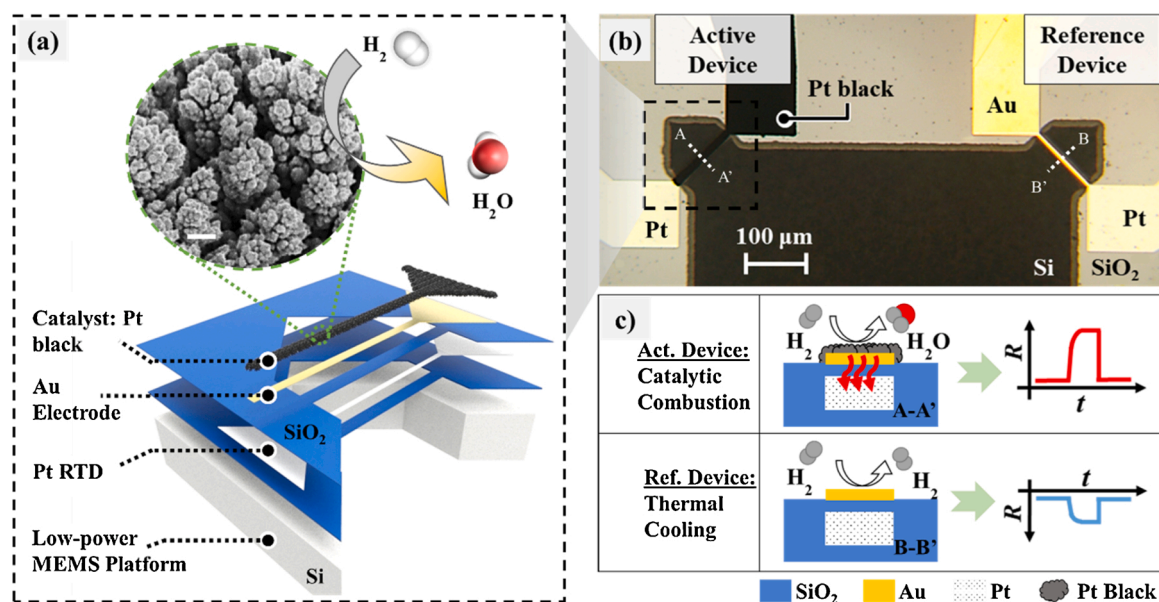 (a)
H2
H2O
Catalyst: Pt
black
Au
Electrode
SiO2
Pt RTD
Low-power
MEMS Platform
Si
(b)
Active
Device
Reference
Device
Pt black
Au
A
A'
B
B'
Pt
Pt
100 μm
Si
SiO2
c)
Act. Device:
Catalytic
Combustion
H2
H2O
A-A'
R
t
Ref. Device:
Thermal
Cooling
H2
H2
B-B'
t
R
SiO2
Au
Pt
Pt Black